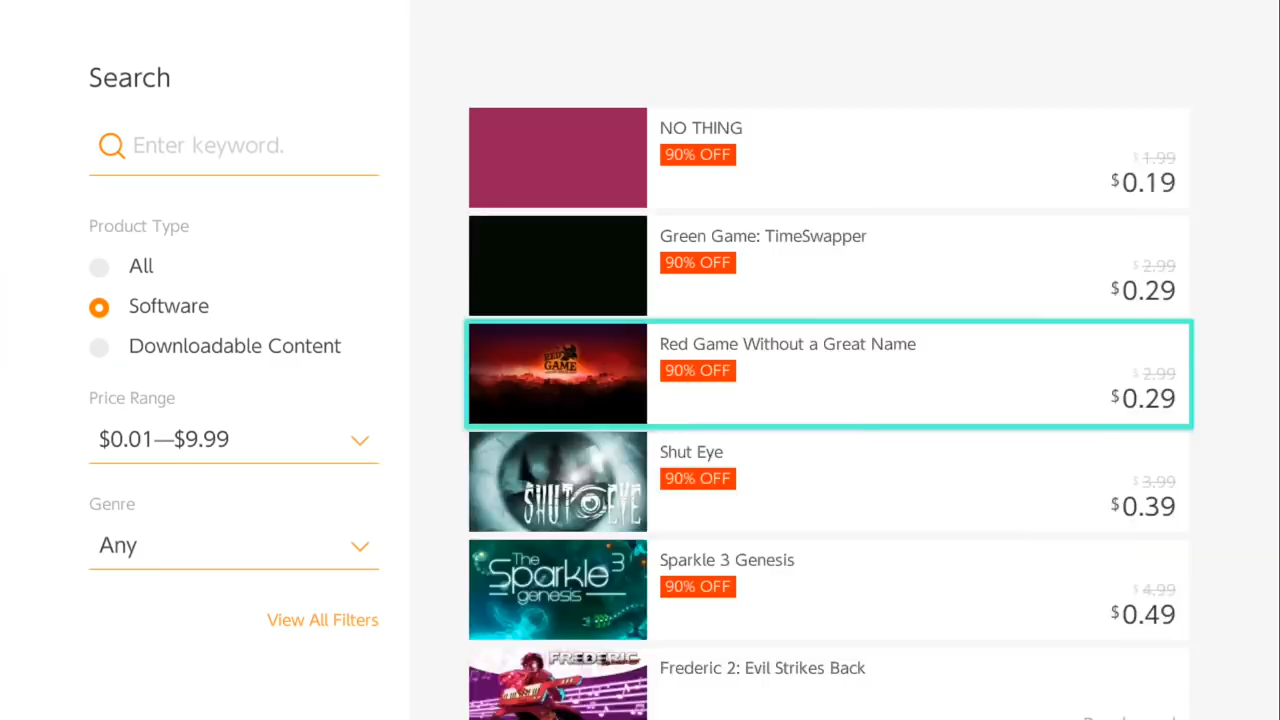 Search
Enter keyword.
Product Type
All
Software
Downloadable Content
Price Range
$0.01—$9.99
Genre
Any
View All Filters
NO THING
90% OFF
$ 1.99
$0.19
Green Game: TimeSwapper
90% OFF
$ 2.99
$0.29
RED
GAME
Red Game Without a Great Name
90% OFF
$ 2.99
$0.29
SHUT EYE
Shut Eye
90% OFF
$ 3.99
$0.39
The
Sparkle 3
genesis
Sparkle 3 Genesis
90% OFF
$ 4.99
$0.49
FREDERIC
Frederic 2: Evil Strikes Back